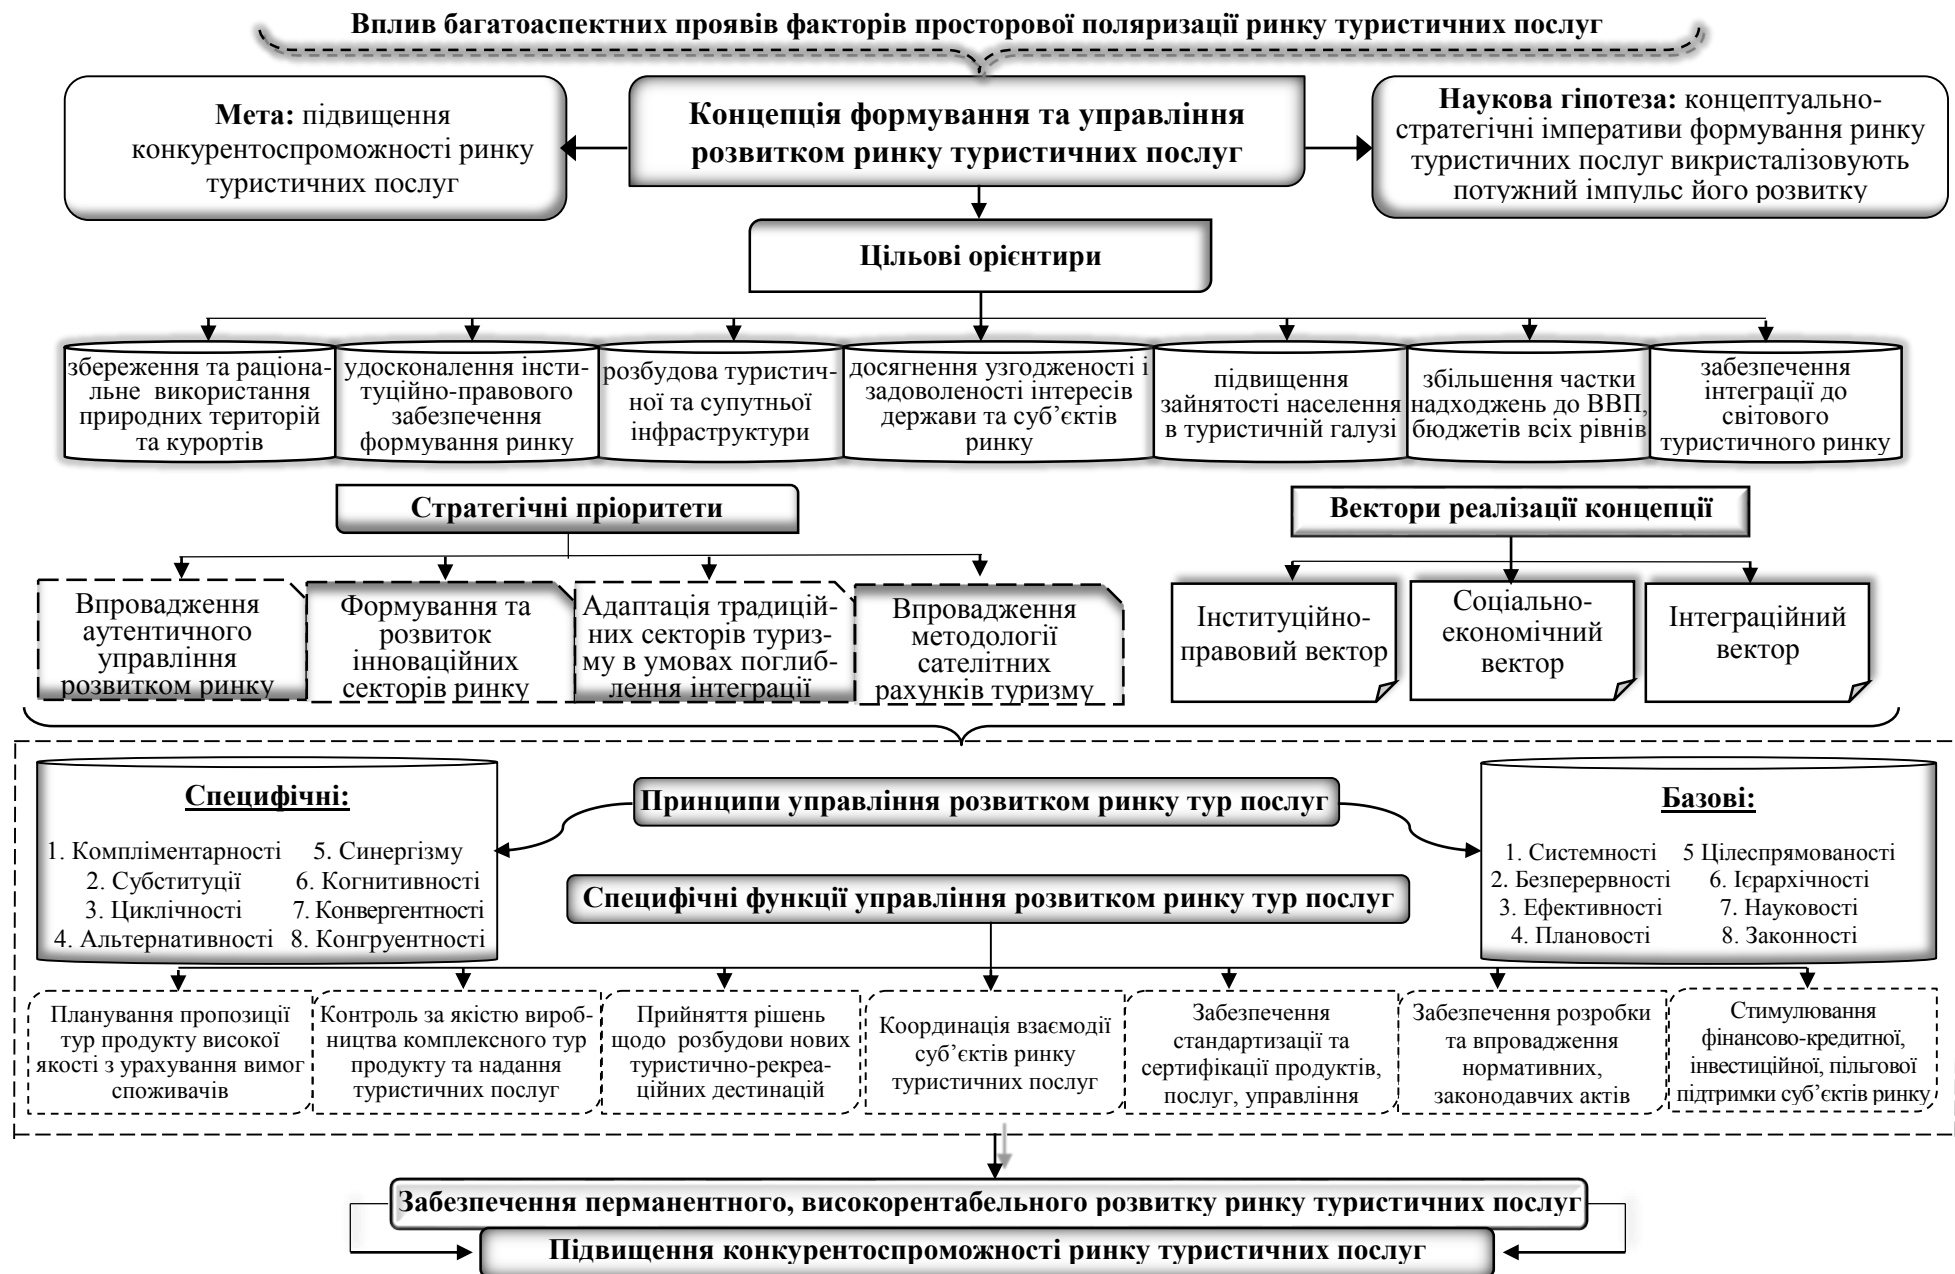 Вплив багатоаспектних проявів факторів просторової поляризації ринку туристичних послуг
Мета: підвищення
конкурентоспроможності ринку
туристичних послуг
Концепція формування та управління
розвитком ринку туристичних послуг
Наукова гіпотеза: концептуально-
стратегічні імперативи формування ринку
туристичних послуг викристалізовують
потужний імпульс його розвитку
Цільові орієнтири
збереження та раціона-
льне використання
природних територій
та курортів
удосконалення інсти-
туційно-правового
забезпечення
формування ринку
розбудова туристич-
ної та супутньої
інфраструктури
досягнення узгодженості і
задоволеності інтересів
держави та суб’єктів
ринку
підвищення
зайнятості населення
в туристичній галузі
збільшення частки
надходжень до ВВП,
бюджетів всіх рівнів
забезпечення
інтеграції до
світового
туристичного ринку
Стратегічні пріоритети
Вектори реалізації концепції
Впровадження
аутентичного
управління
розвитком ринку
Формування та
розвиток
інноваційних
секторів ринку
Адаптація традицій-
них секторів туриз-
му в умовах поглиб-
лення інтеграції
Впровадження
методології
сателітних
рахунків туризму
Інституційно-
правовий вектор
Соціально-
економічний
вектор
Інтеграційний
вектор
Специфічні:
1. Компліментарності 5. Синергізму
2. Субституції 6. Когнитивності
3. Циклічності 7. Конвергентності
4. Альтернативності 8. Конгруентності
Принципи управління розвитком ринку тур послуг
Базові:
1. Системності 5 Цілеспрямованості
2. Безперервності 6. Ієрархічності
3. Ефективності 7. Науковості
4. Плановості 8. Законності
Специфічні функції управління розвитком ринку тур послуг
Планування пропозиції
тур продукту високої
якості з урахування вимог
споживачів
Контроль за якістю вироб-
ництва комплексного тур
продукту та надання
туристичних послуг
Прийняття рішень
щодо розбудови нових
туристично-рекреа-
ційних дестинацій
Координація взаємодії
суб’єктів ринку
туристичних послуг
Забезпечення
стандартизації та
сертифікації продуктів,
послуг, управління
Забезпечення розробки
та впровадження
нормативних,
законодавчих актів
Стимулювання
фінансово-кредитної,
інвестиційної, пільгової
підтримки суб’єктів ринку
Забезпечення перманентного, високорентабельного розвитку ринку туристичних послуг
Підвищення конкурентоспроможності ринку туристичних послуг